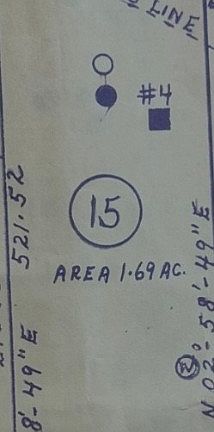 LINE
#4
15
AREA 1.69 AC.
521.52
8'-49"E
N 02°-58'-49"E